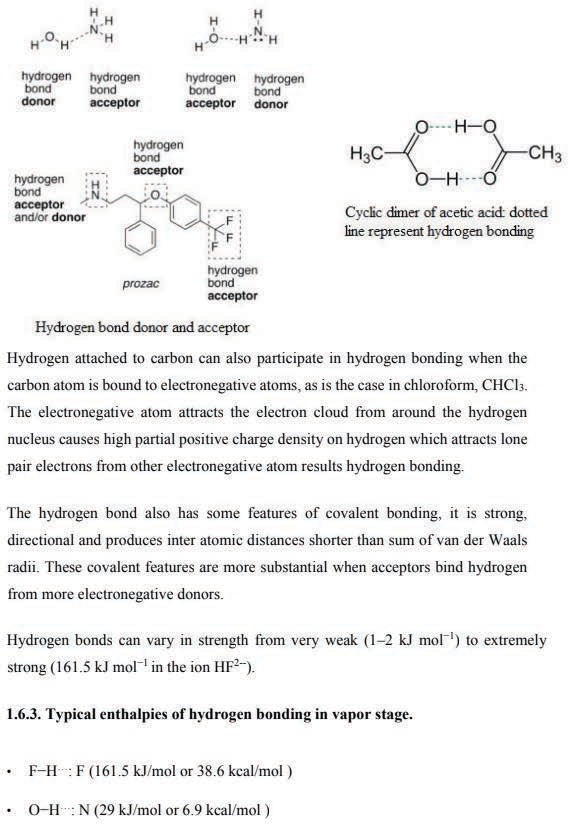 H H
H O H N H
H
hydrogen bond donor
hydrogen bond acceptor
H H
H O H N H
hydrogen bond acceptor
hydrogen bond donor
hydrogen
bond
acceptor
hydrogen
bond
acceptor
and/or donor
H
N
O
F
F
F
prozac
hydrogen
bond
acceptor
O H–O
H₃C CH₃
O–H O
Cyclic dimer of acetic acid: dotted
line represent hydrogen bonding
Hydrogen bond donor and acceptor
Hydrogen attached to carbon can also participate in hydrogen bonding when the
carbon atom is bound to electronegative atoms, as is the case in chloroform, CHCl₃.
The electronegative atom attracts the electron cloud from around the hydrogen
nucleus causes high partial positive charge density on hydrogen which attracts lone
pair electrons from other electronegative atom results hydrogen bonding.
The hydrogen bond also has some features of covalent bonding, it is strong,
directional and produces inter atomic distances shorter than sum of van der Waals
radii. These covalent features are more substantial when acceptors bind hydrogen
from more electronegative donors.
Hydrogen bonds can vary in strength from very weak (1–2 kJ mol⁻¹) to extremely
strong (161.5 kJ mol⁻¹ in the ion HF²⁻).
1.6.3. Typical enthalpies of hydrogen bonding in vapor stage.
• F−H···: F (161.5 kJ/mol or 38.6 kcal/mol )
• O−H···: N (29 kJ/mol or 6.9 kcal/mol )